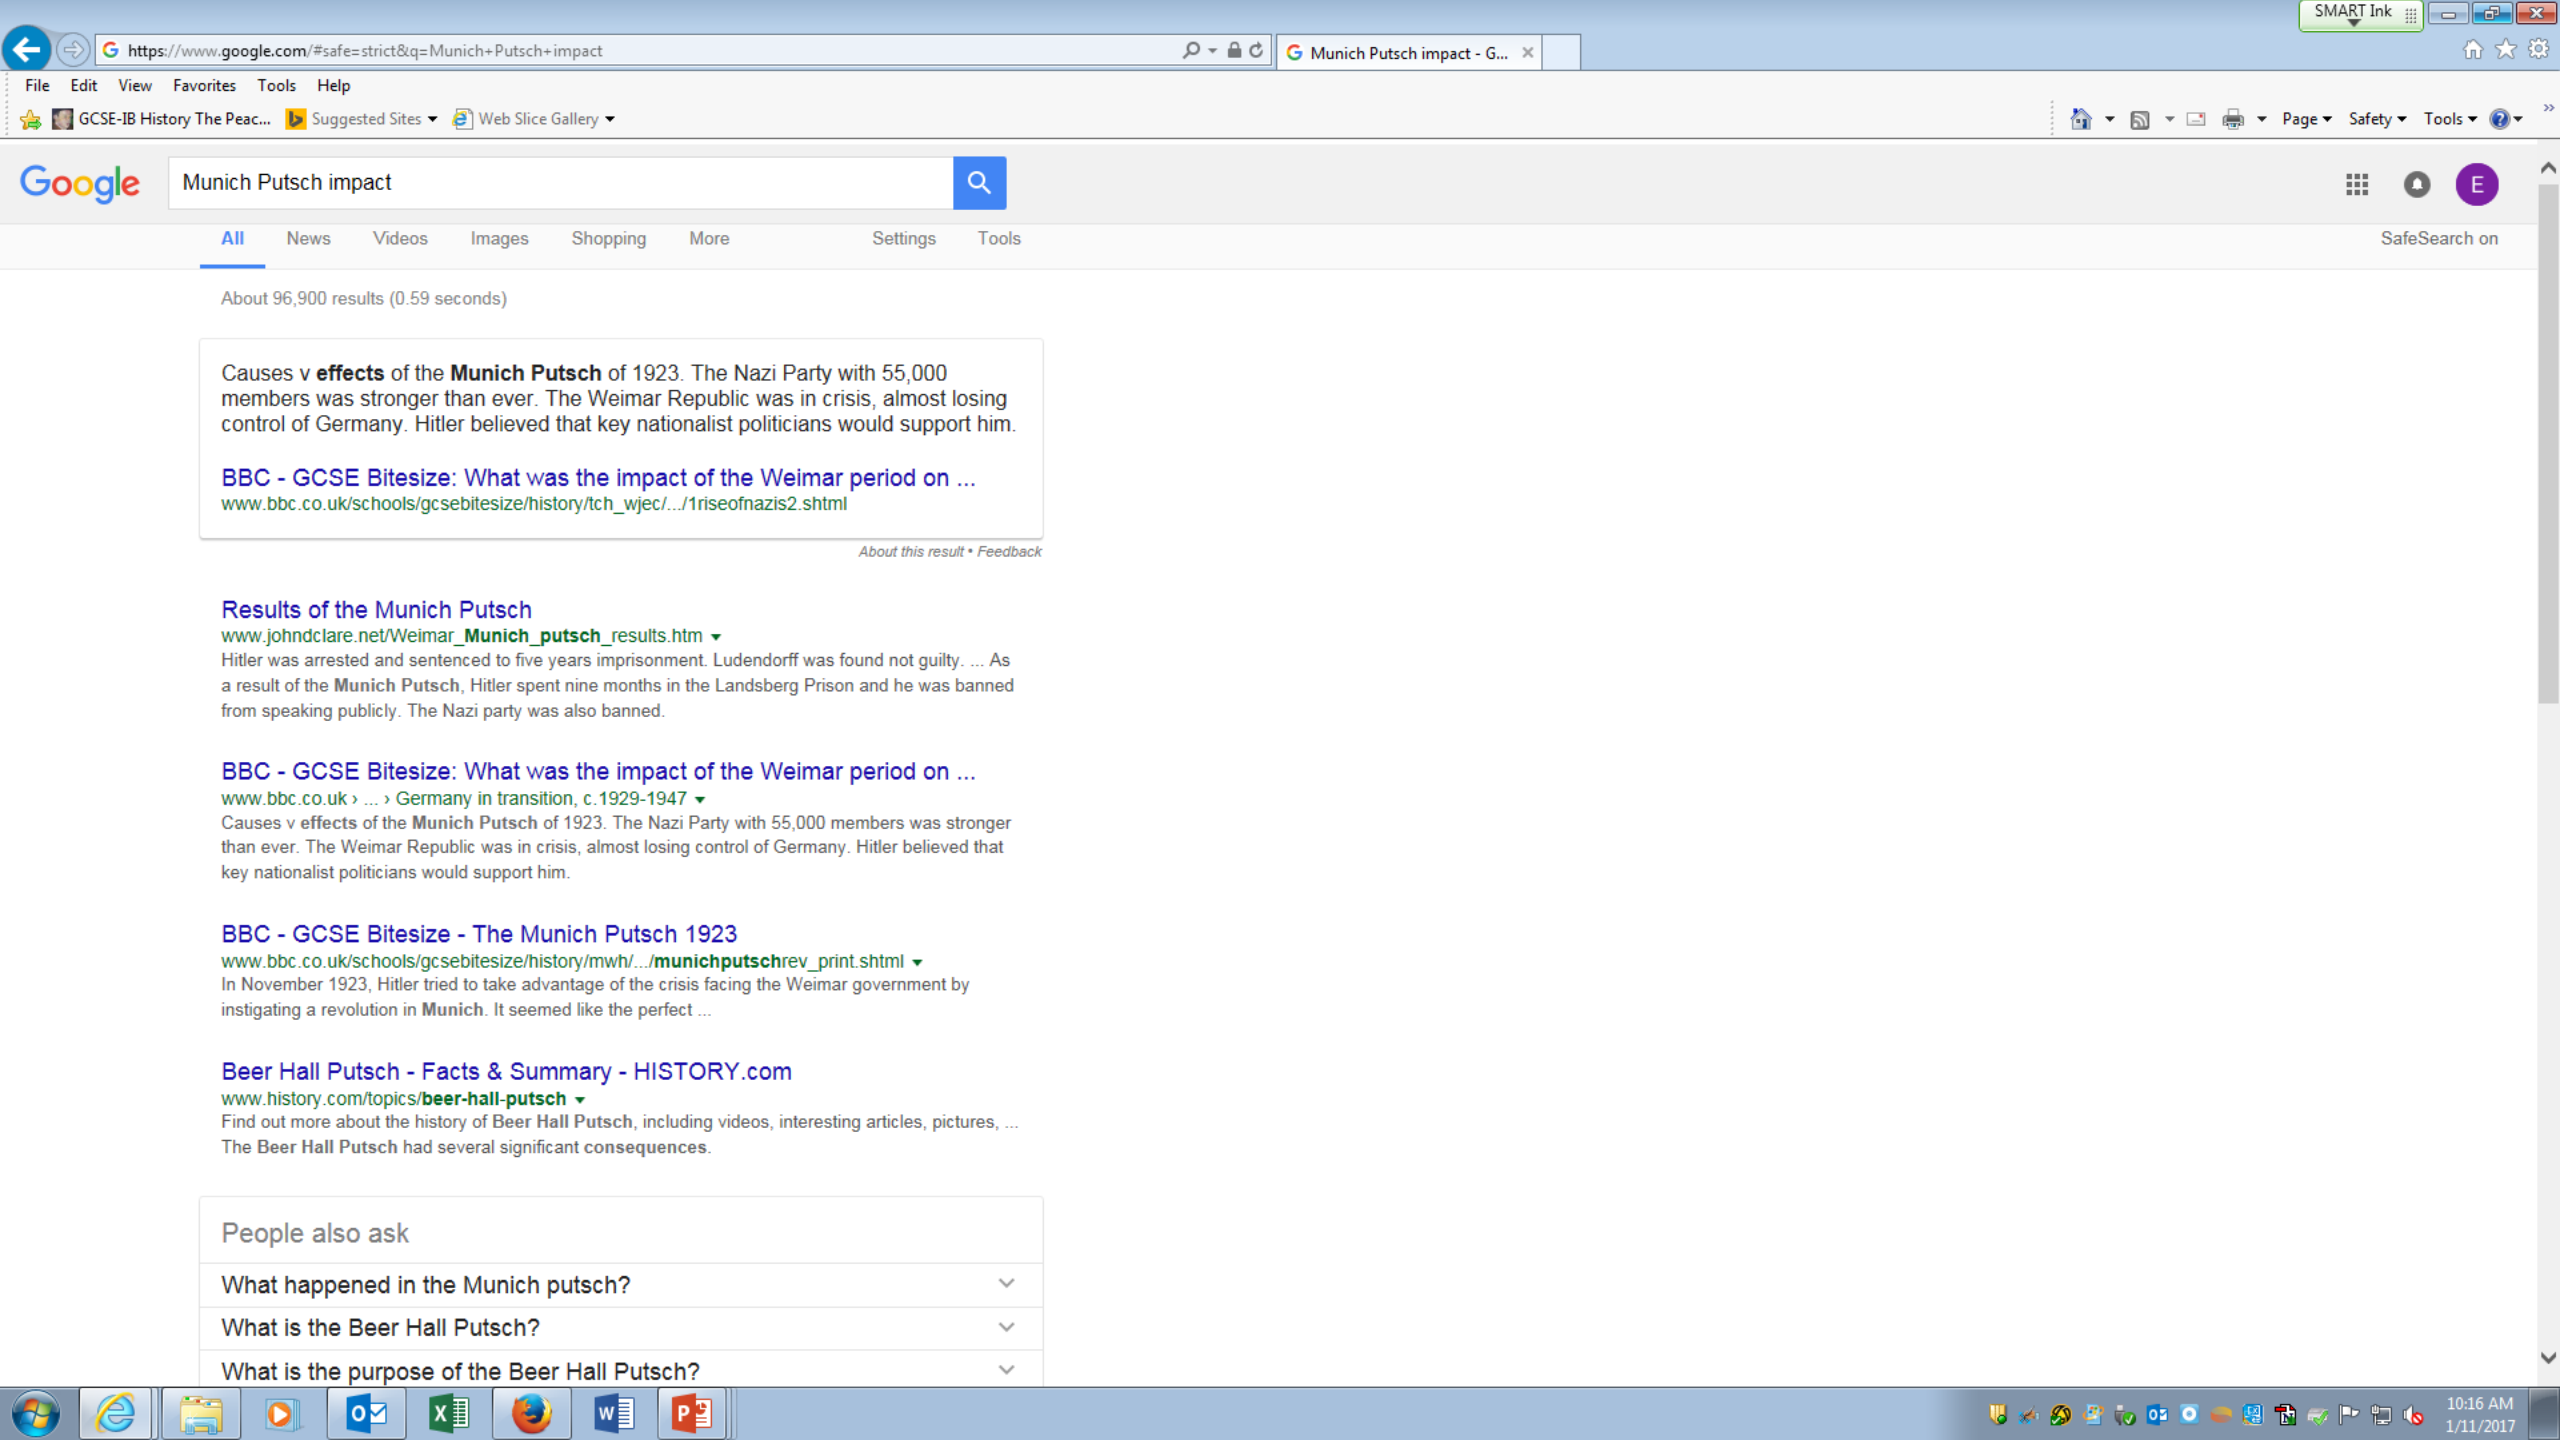 SMART Ink
https://www.google.com/#safe=strict&q=Munich+Putsch+impact
Munich Putsch impact - G...
File Edit View Favorites Tools Help
GCSE-IB History The Peac... Suggested Sites Web Slice Gallery
Page Safety Tools
Google
Munich Putsch impact
E
All News Videos Images Shopping More Settings Tools
SafeSearch on
About 96,900 results (0.59 seconds)
Causes v effects of the Munich Putsch of 1923. The Nazi Party with 55,000
members was stronger than ever. The Weimar Republic was in crisis, almost losing
control of Germany. Hitler believed that key nationalist politicians would support him.
BBC - GCSE Bitesize: What was the impact of the Weimar period on ...
www.bbc.co.uk/schools/gcsebitesize/history/tch_wjec/.../1riseofnazis2.shtml
About this result • Feedback
Results of the Munich Putsch
www.johndclare.net/Weimar_Munich_putsch_results.htm
Hitler was arrested and sentenced to five years imprisonment. Ludendorff was found not guilty. ... As
a result of the Munich Putsch, Hitler spent nine months in the Landsberg Prison and he was banned
from speaking publicly. The Nazi party was also banned.
BBC - GCSE Bitesize: What was the impact of the Weimar period on ...
www.bbc.co.uk › ... › Germany in transition, c.1929-1947
Causes v effects of the Munich Putsch of 1923. The Nazi Party with 55,000 members was stronger
than ever. The Weimar Republic was in crisis, almost losing control of Germany. Hitler believed that
key nationalist politicians would support him.
BBC - GCSE Bitesize - The Munich Putsch 1923
www.bbc.co.uk/schools/gcsebitesize/history/mwh/.../munichputschrev_print.shtml
In November 1923, Hitler tried to take advantage of the crisis facing the Weimar government by
instigating a revolution in Munich. It seemed like the perfect ...
Beer Hall Putsch - Facts & Summary - HISTORY.com
www.history.com/topics/beer-hall-putsch
Find out more about the history of Beer Hall Putsch, including videos, interesting articles, pictures, ...
The Beer Hall Putsch had several significant consequences.
People also ask
What happened in the Munich putsch?
What is the Beer Hall Putsch?
What is the purpose of the Beer Hall Putsch?
10:16 AM
1/11/2017